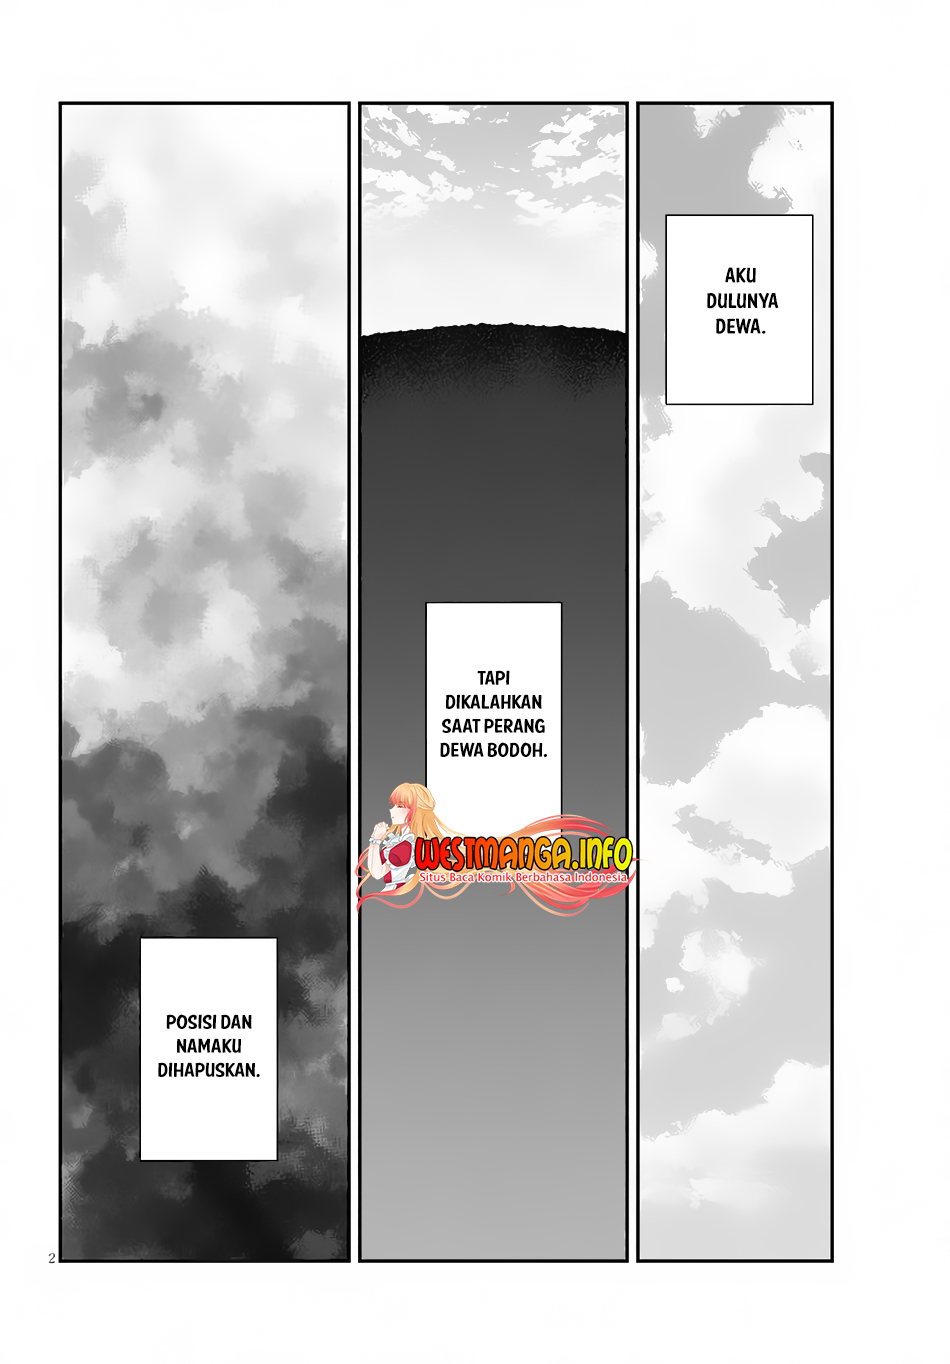 AKU
DULUNYA
DEWA.
TAPI
DIKALAHKAN
SAAT PERANG
DEWA BODOH.
WESTMANGA.INFO
Situs Baca Komik Berbahasa Indonesia
POSISI DAN
NAMAKU
DIHAPUSKAN.
2